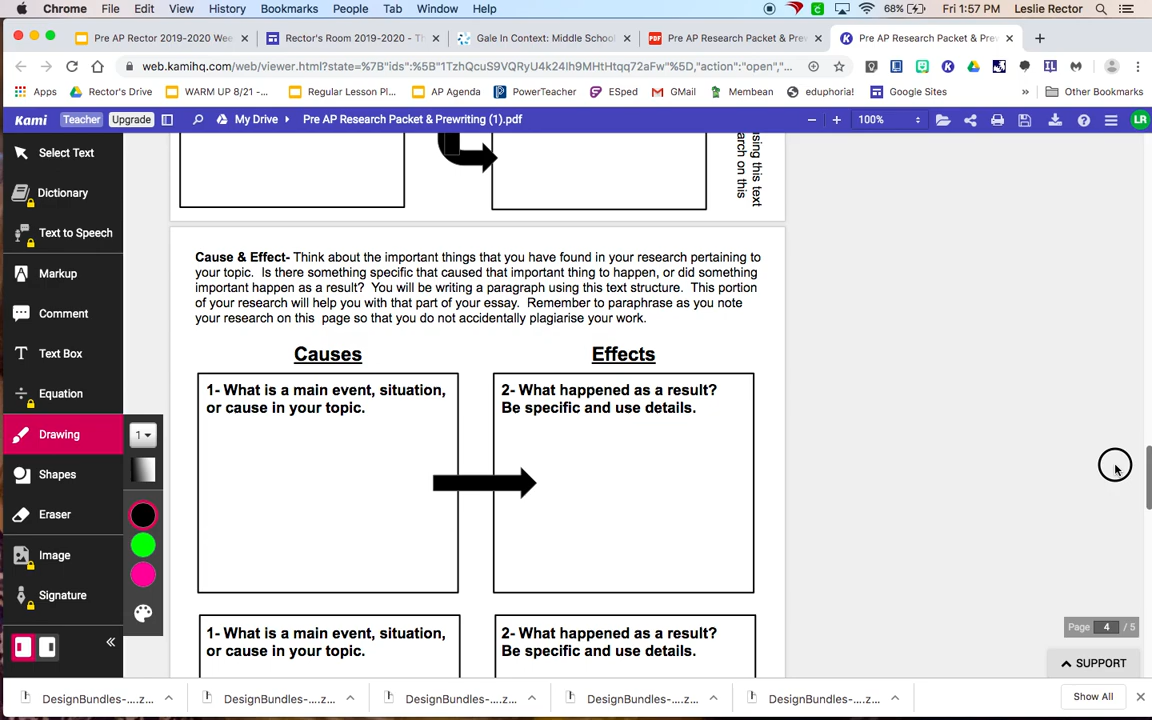 Chrome File Edit View History Bookmarks People Tab Window Help 68% Fri 1:57 PM Leslie Rector
Pre AP Rector 2019-2020 Wee × Rector's Room 2019-2020 - Th × Gale In Context: Middle School × Pre AP Research Packet & Prew × Pre AP Research Packet & Prew × +
web.kamihq.com/web/viewer.html?state=%7B"ids":%5B"1TzhQcuS9VQRyU4k24lh9MHtHtqq72aFw"%5D,"action":"open",...
Apps Rector's Drive WARM UP 8/21 -... Regular Lesson Pl... AP Agenda PowerTeacher ESped GMail Membean eduphoria! Google Sites » Other Bookmarks
Kami Teacher Upgrade My Drive Pre AP Research Packet & Prewriting (1).pdf − + 100% LR
using this text
arch on this
Select Text
Dictionary
Text to Speech
Markup
Comment
Text Box
Equation
Drawing
Shapes
Eraser
Image
Signature
1
Cause & Effect- Think about the important things that you have found in your research pertaining to
your topic. Is there something specific that caused that important thing to happen, or did something
important happen as a result? You will be writing a paragraph using this text structure. This portion
of your research will help you with that part of your essay. Remember to paraphrase as you note
your research on this page so that you do not accidentally plagiarise your work.
Causes Effects
1- What is a main event, situation,
or cause in your topic.
2- What happened as a result?
Be specific and use details.
1- What is a main event, situation,
or cause in your topic.
2- What happened as a result?
Be specific and use details.
Page 4 / 5
SUPPORT
DesignBundles-....z DesignBundles-....z DesignBundles-....z DesignBundles-....z DesignBundles-....z Show All ×